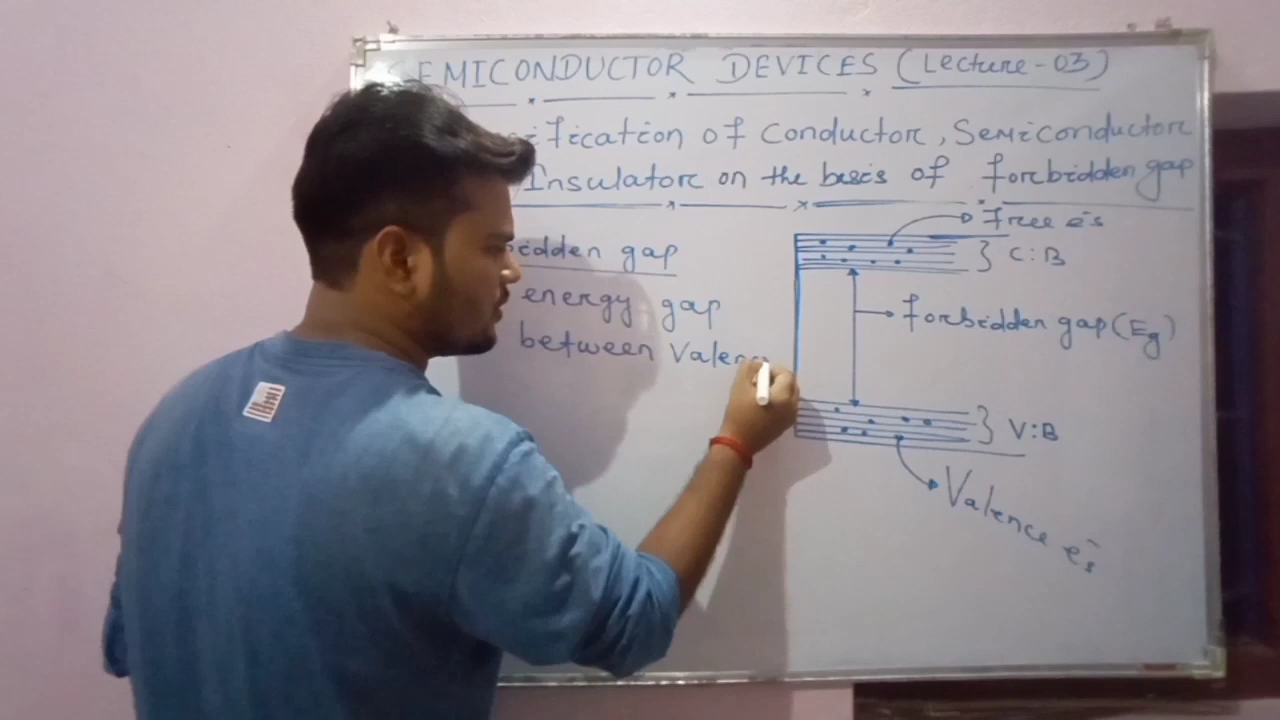 SEMICONDUCTOR DEVICES (Lecture-03)
ification of Conductor, Semiconductor
Insulator on the basis of forbidden gap
Free e⁻s
C:B
idden gap
energy gap
between Valen
forbidden gap (Eg)
V:B
Valence e⁻s